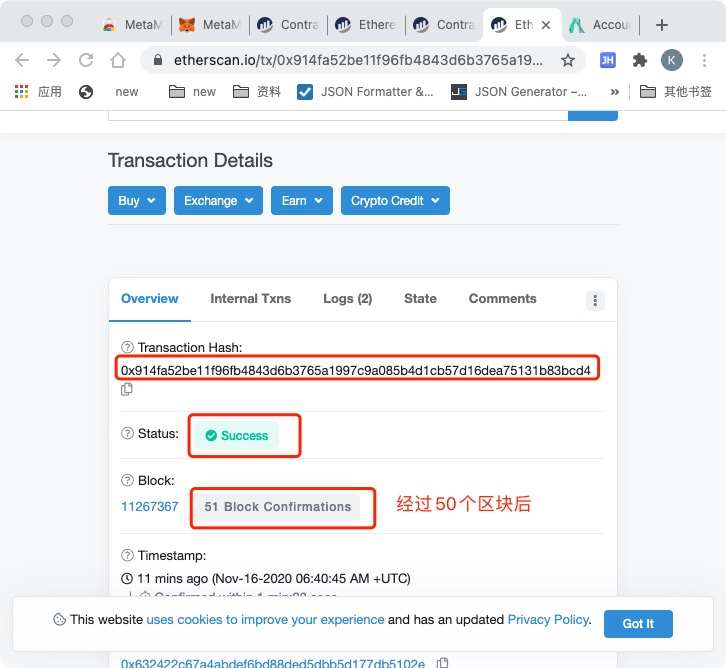 MetaM
MetaM
Contra
Ethere
Contra
Eth
Accou
etherscan.io/tx/0x914fa52be11f96fb4843d6b3765a19...
JH
K
应用
new
new
资料
JSON Formatter &...
JSON Generator –...
»
其他书签
Transaction Details
Buy
Exchange
Earn
Crypto Credit
Overview
Internal Txns
Logs (2)
State
Comments
Transaction Hash:
0x914fa52be11f96fb4843d6b3765a1997c9a085b4d1cb57d16dea75131b83bcd4
Status:
Success
Block:
11267367
51 Block Confirmations
经过50个区块后
Timestamp:
11 mins ago (Nov-16-2020 06:40:45 AM +UTC)
Confirmed within 1 min:
This website uses cookies to improve your experience and has an updated Privacy Policy.
Got It
0x632422c67a4abdef6bd88ded5dbb5d177db5102e